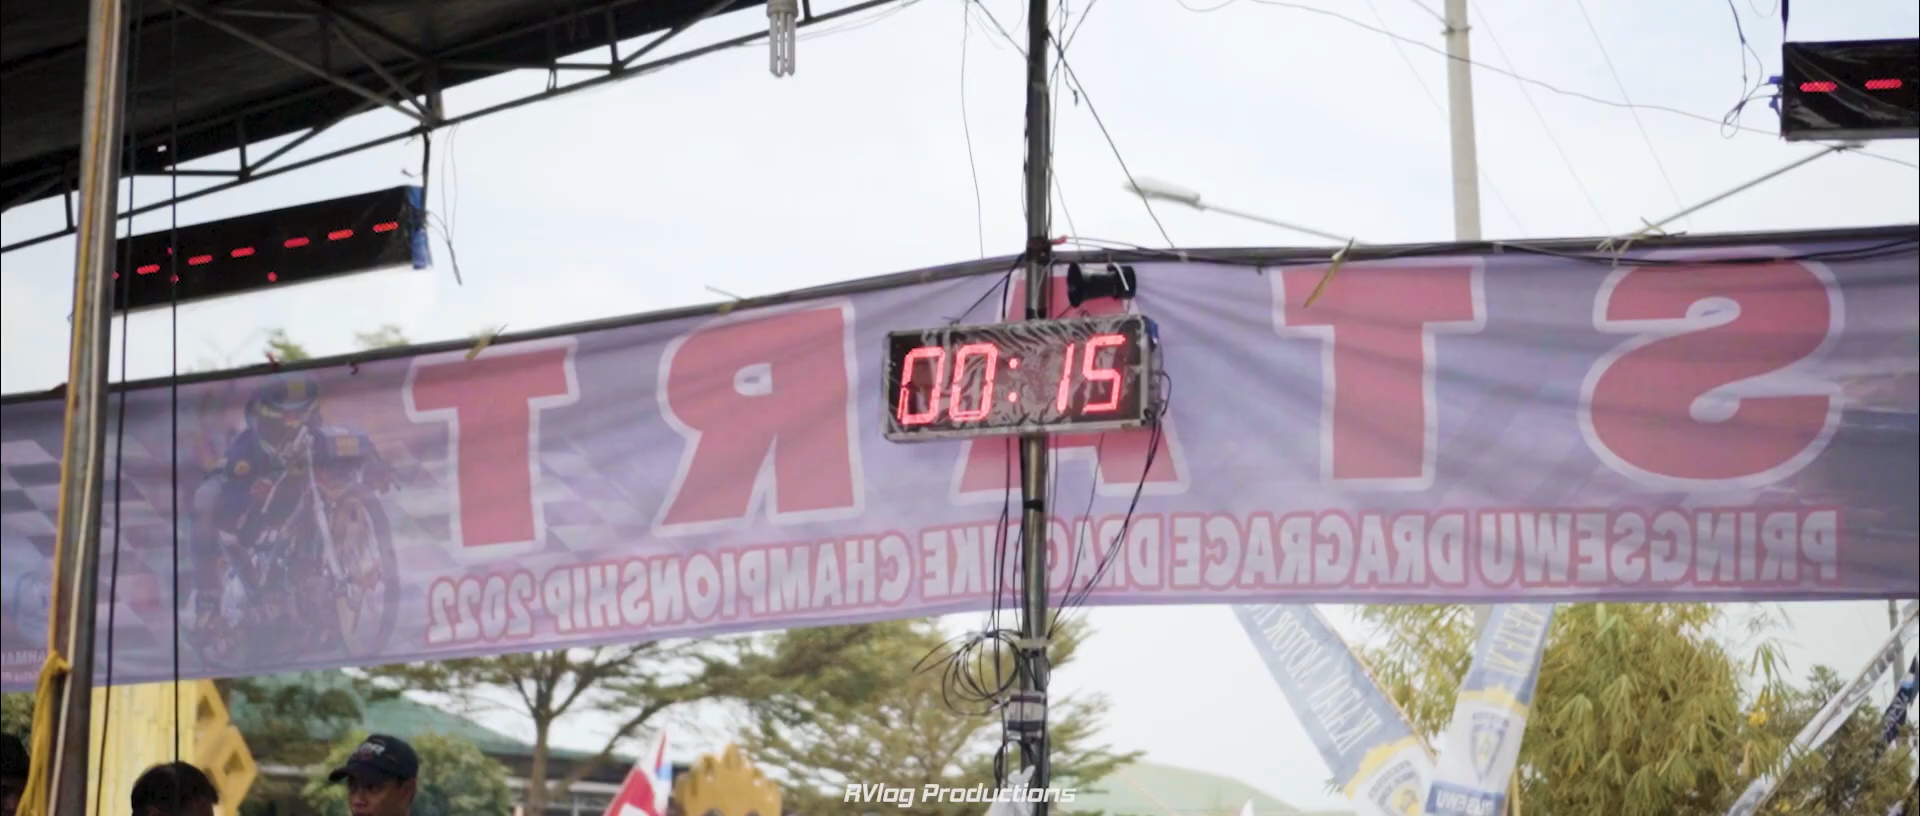 00:15
START
PRINGSEWU DRAGRACE DRAGBIKE CHAMPIONSHIP 2022
RVlog Productions